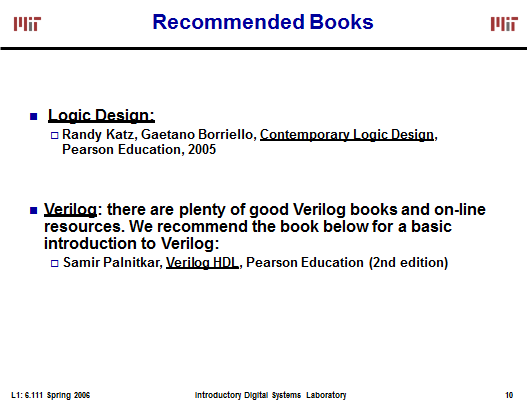 MIT
Recommended Books
MIT
Logic Design:
Randy Katz, Gaetano Borriello, Contemporary Logic Design,
Pearson Education, 2005
Verilog: there are plenty of good Verilog books and on-line
resources. We recommend the book below for a basic
introduction to Verilog:
Samir Palnitkar, Verilog HDL, Pearson Education (2nd edition)
L1: 6.111 Spring 2006
Introductory Digital Systems Laboratory
10